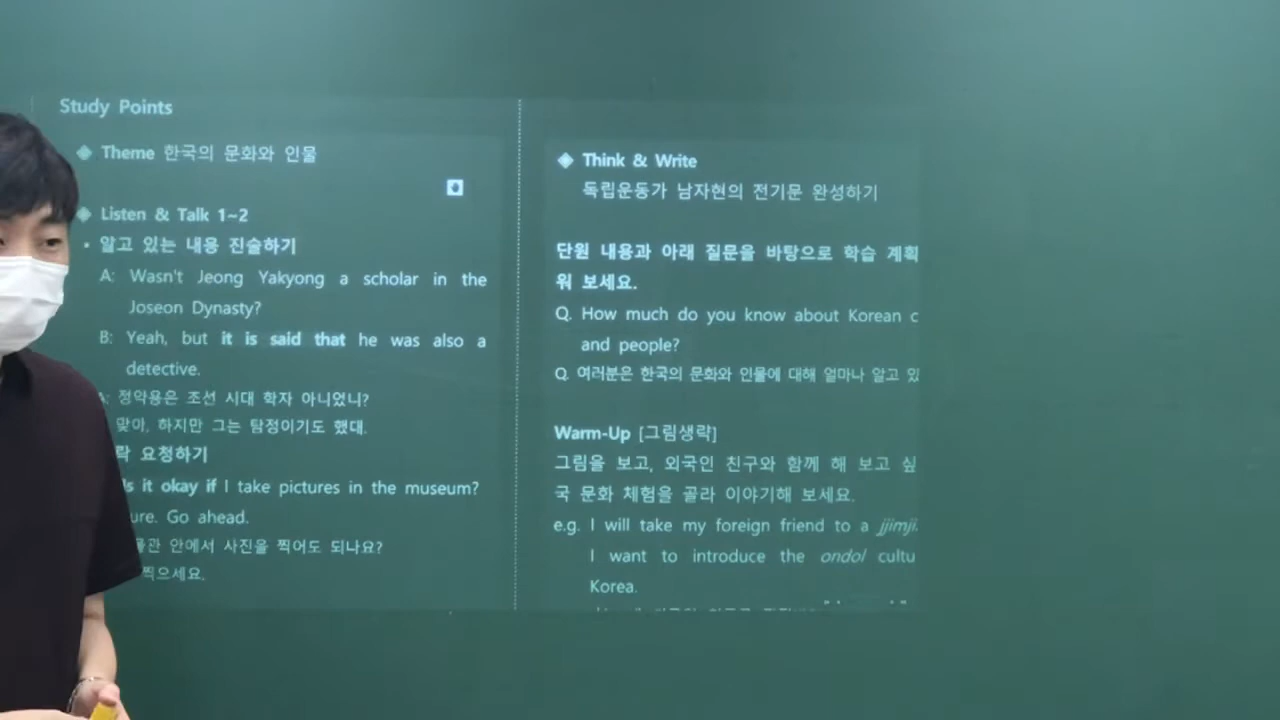 Study Points
Theme 한국의 문화와 인물
Listen & Talk 1~2
• 알고 있는 내용 진술하기
A: Wasn't Jeong Yakyong a scholar in the
Joseon Dynasty?
B: Yeah, but it is said that he was also a
detective.
정약용은 조선 시대 학자 아니었니?
맞아, 하지만 그는 탐정이기도 했대.
락 요청하기
Is it okay if I take pictures in the museum?
ure. Go ahead.
안에서 사진을 찍어도 되나요?
찍으세요.
Think & Write
독립운동가 남자현의 전기문 완성하기
단원 내용과 아래 질문을 바탕으로 학습 계획
워 보세요.
Q. How much do you know about Korean c
and people?
Q. 여러분은 한국의 문화와 인물에 대해 얼마나 알고 있
Warm-Up [그림생략]
그림을 보고, 외국인 친구와 함께 해 보고 싶
국 문화 체험을 골라 이야기해 보세요.
e.g. I will take my foreign friend to a jjimji
I want to introduce the ondol cultu
Korea.